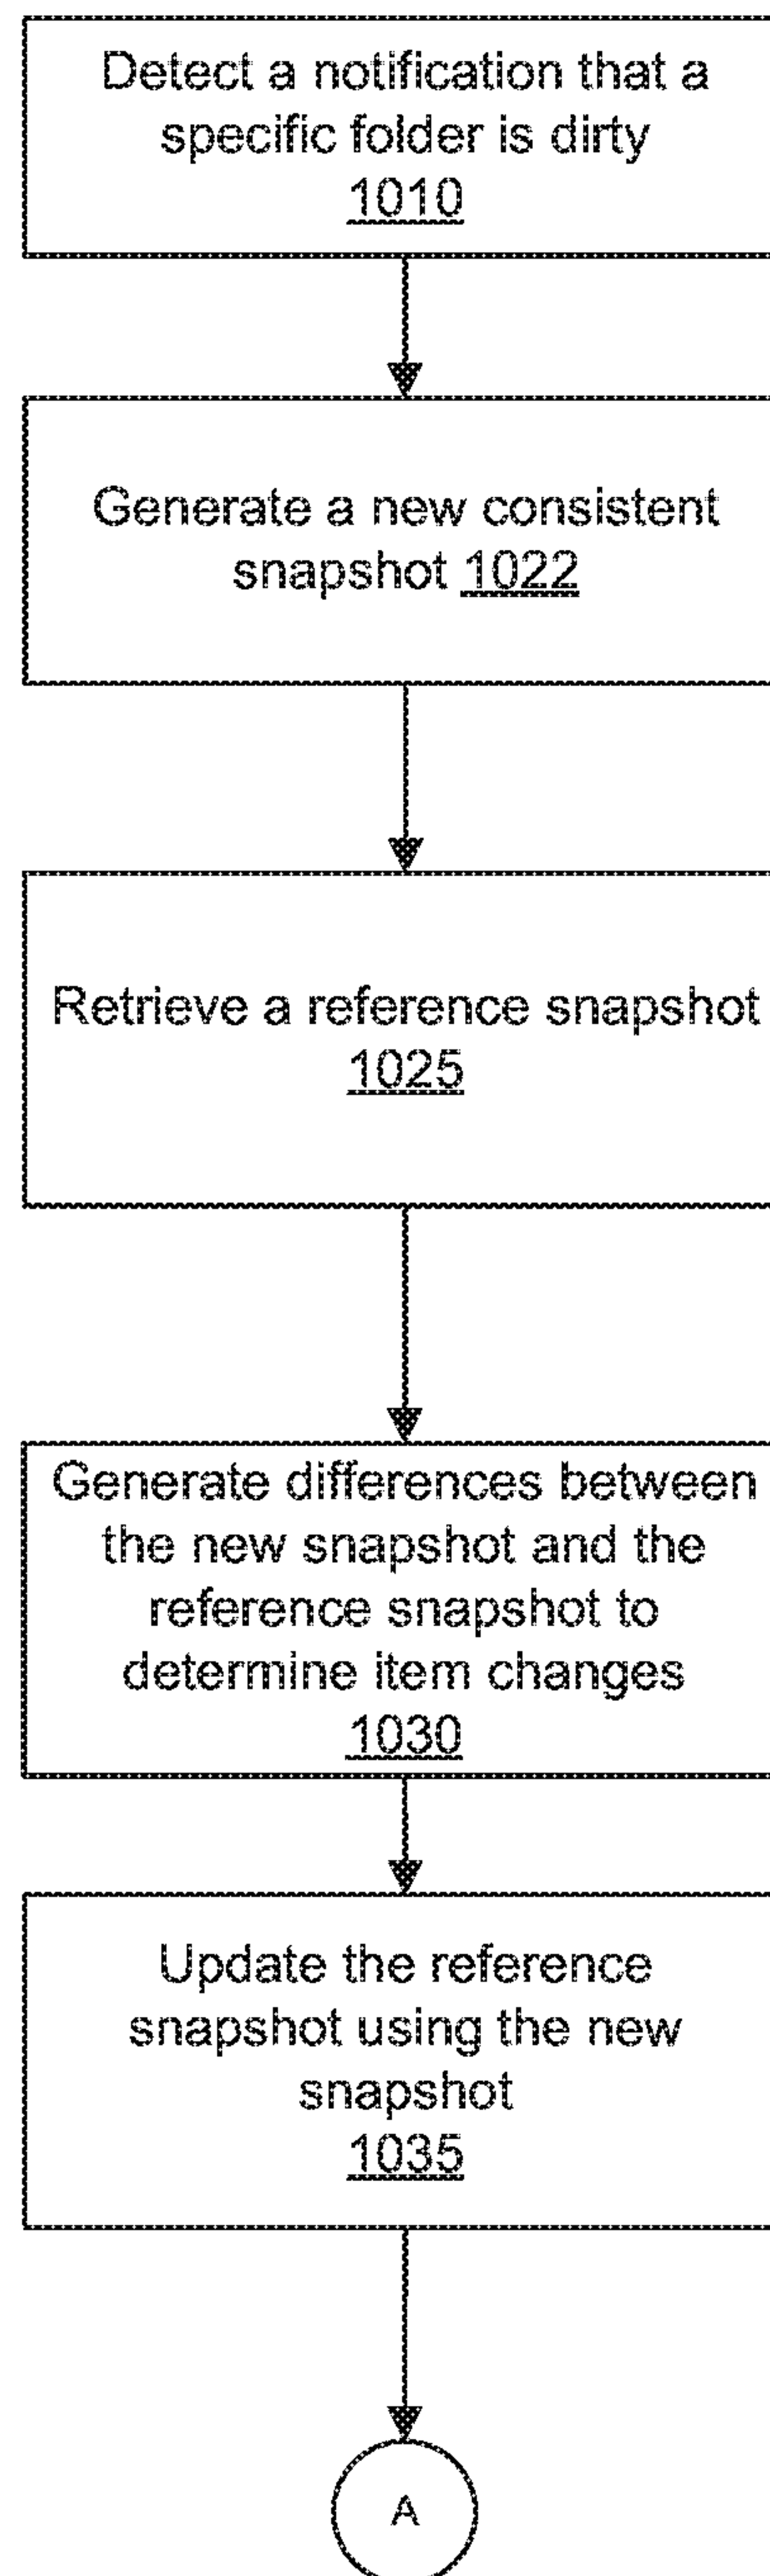 Detect a notification that a
specific folder is dirty
1010
Generate a new consistent
snapshot 1022
Retrieve a reference snapshot
1025
Generate differences between
the new snapshot and the
reference snapshot to
determine item changes
1030
Update the reference
snapshot using the new
snapshot
1035
A